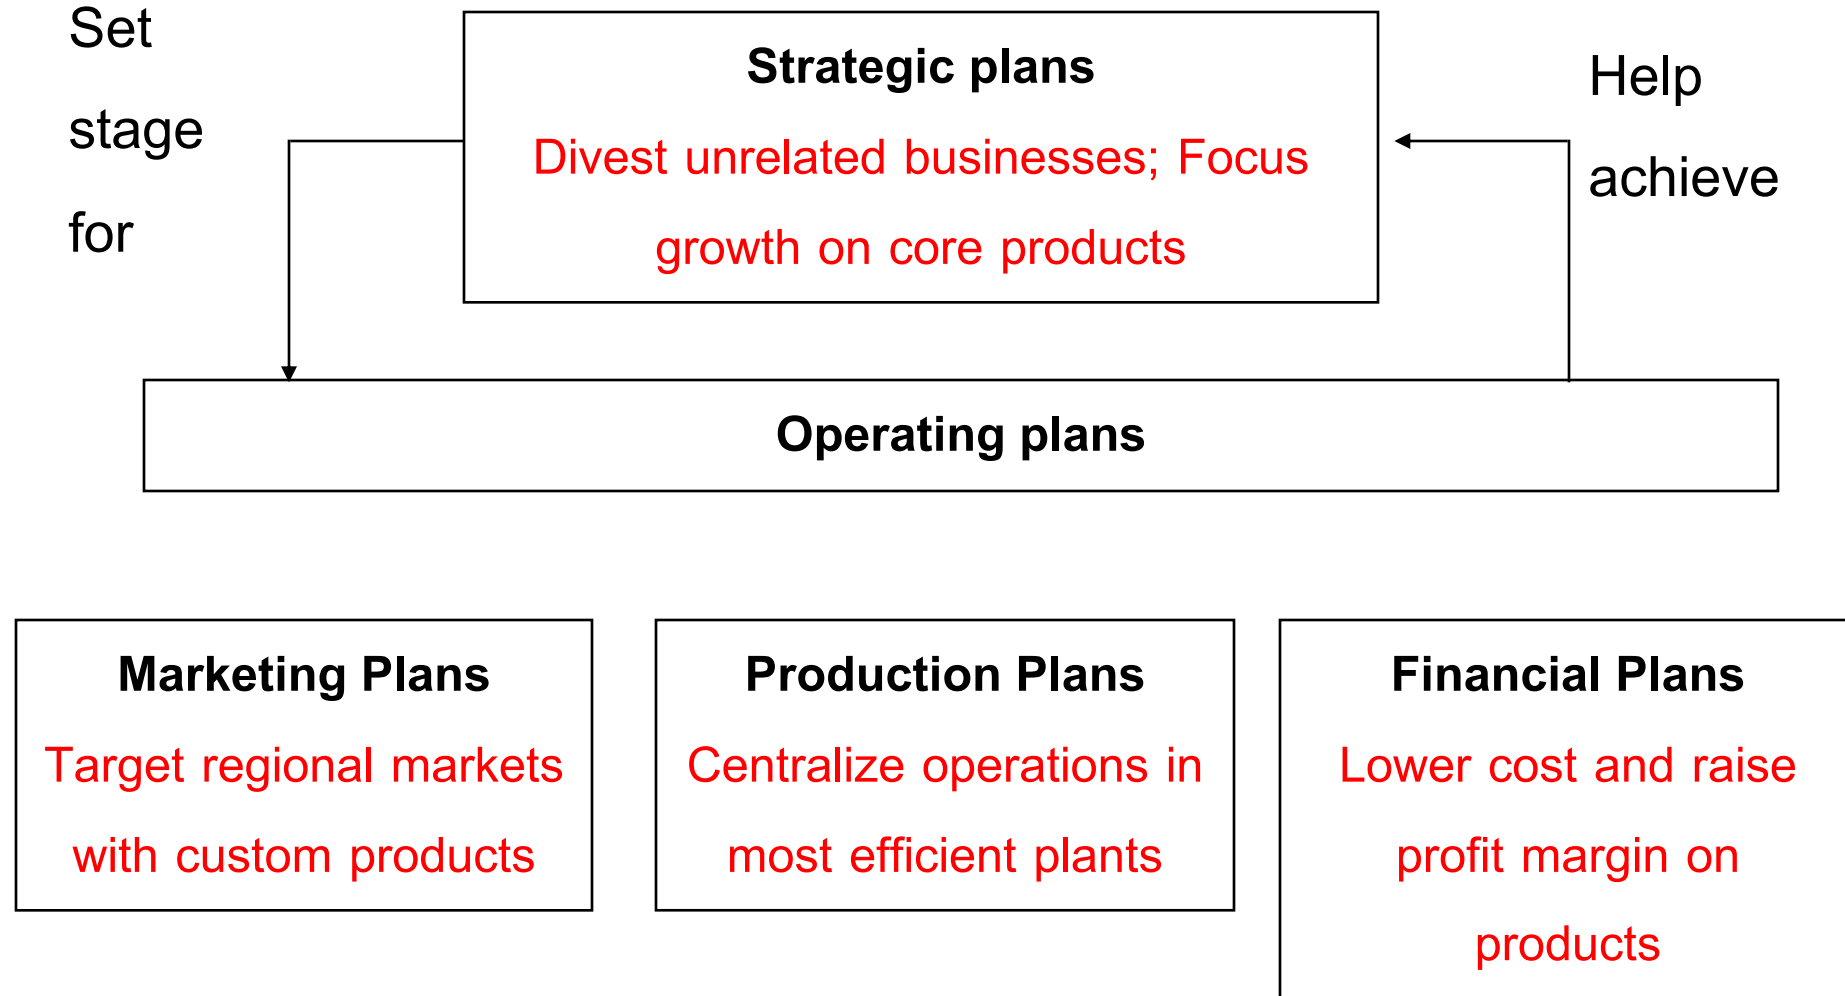 Set
stage
for
Strategic plans
Divest unrelated businesses; Focus
growth on core products
Help
achieve
Operating plans
Marketing Plans
Target regional markets
with custom products
Production Plans
Centralize operations in
most efficient plants
Financial Plans
Lower cost and raise
profit margin on
products